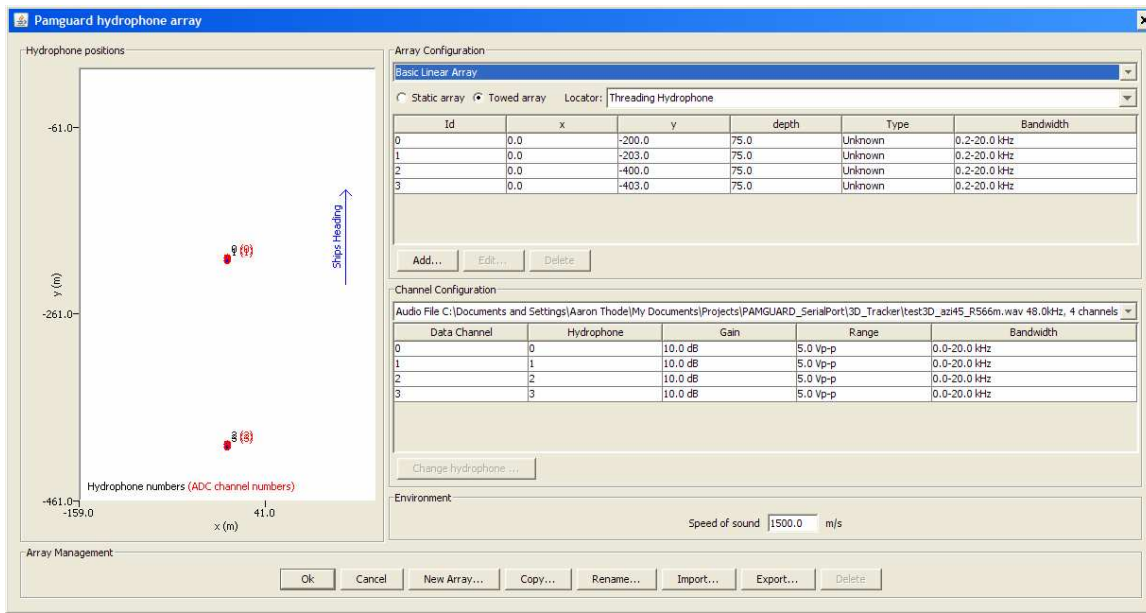 Pamguard hydrophone array
Hydrophone positions
-61.0
-261.0
-461.0
y (m)
Ships Heading
Hydrophone numbers (ADC channel numbers)
-159.0 41.0
x (m)
Array Configuration
Basic Linear Array
Static array Towed array Locator: Threading Hydrophone
Id x y depth Type Bandwidth
0 0.0 -200.0 75.0 Unknown 0.2-20.0 kHz
1 0.0 -203.0 75.0 Unknown 0.2-20.0 kHz
2 0.0 -400.0 75.0 Unknown 0.2-20.0 kHz
3 0.0 -403.0 75.0 Unknown 0.2-20.0 kHz
Add... Edit... Delete
Channel Configuration
Audio File C:\Documents and Settings\Aaron Thode\My Documents\Projects\PAMGUARD_SerialPort\3D_Tracker\test3D_azi45_R566m.wav 48.0kHz, 4 channels
Data Channel Hydrophone Gain Range Bandwidth
0 0 10.0 dB 5.0 Vp-p 0.0-20.0 kHz
1 1 10.0 dB 5.0 Vp-p 0.0-20.0 kHz
2 2 10.0 dB 5.0 Vp-p 0.0-20.0 kHz
3 3 10.0 dB 5.0 Vp-p 0.0-20.0 kHz
Change hydrophone ...
Environment
Speed of sound 1500.0 m/s
Array Management
Ok Cancel New Array... Copy... Rename... Import... Export... Delete